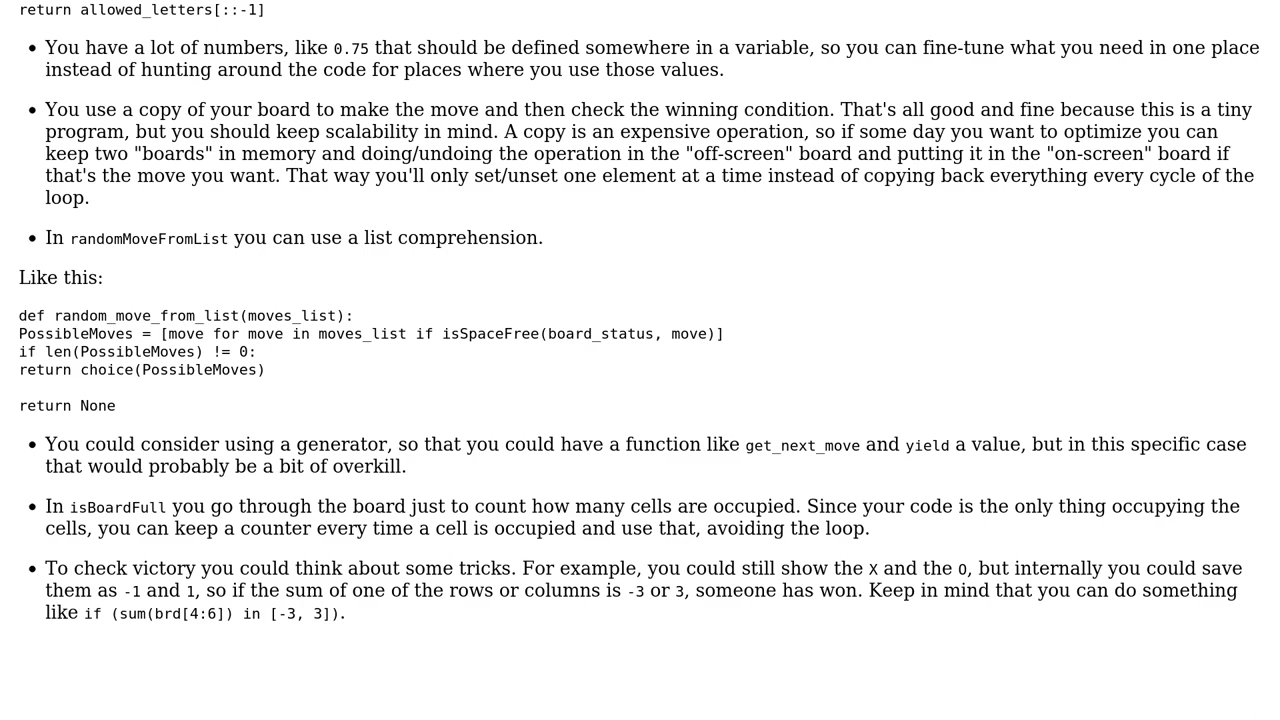 return allowed_letters[::-1]
• You have a lot of numbers, like 0.75 that should be defined somewhere in a variable, so you can fine-tune what you need in one place
instead of hunting around the code for places where you use those values.
• You use a copy of your board to make the move and then check the winning condition. That's all good and fine because this is a tiny
program, but you should keep scalability in mind. A copy is an expensive operation, so if some day you want to optimize you can
keep two "boards" in memory and doing/undoing the operation in the "off-screen" board and putting it in the "on-screen" board if
that's the move you want. That way you'll only set/unset one element at a time instead of copying back everything every cycle of the
loop.
• In randomMoveFromList you can use a list comprehension.
Like this:
def random_move_from_list(moves_list):
PossibleMoves = [move for move in moves_list if isSpaceFree(board_status, move)]
if len(PossibleMoves) != 0:
return choice(PossibleMoves)
return None
• You could consider using a generator, so that you could have a function like get_next_move and yield a value, but in this specific case
that would probably be a bit of overkill.
• In isBoardFull you go through the board just to count how many cells are occupied. Since your code is the only thing occupying the
cells, you can keep a counter every time a cell is occupied and use that, avoiding the loop.
• To check victory you could think about some tricks. For example, you could still show the X and the O, but internally you could save
them as -1 and 1, so if the sum of one of the rows or columns is -3 or 3, someone has won. Keep in mind that you can do something
like if (sum(brd[4:6]) in [-3, 3]).